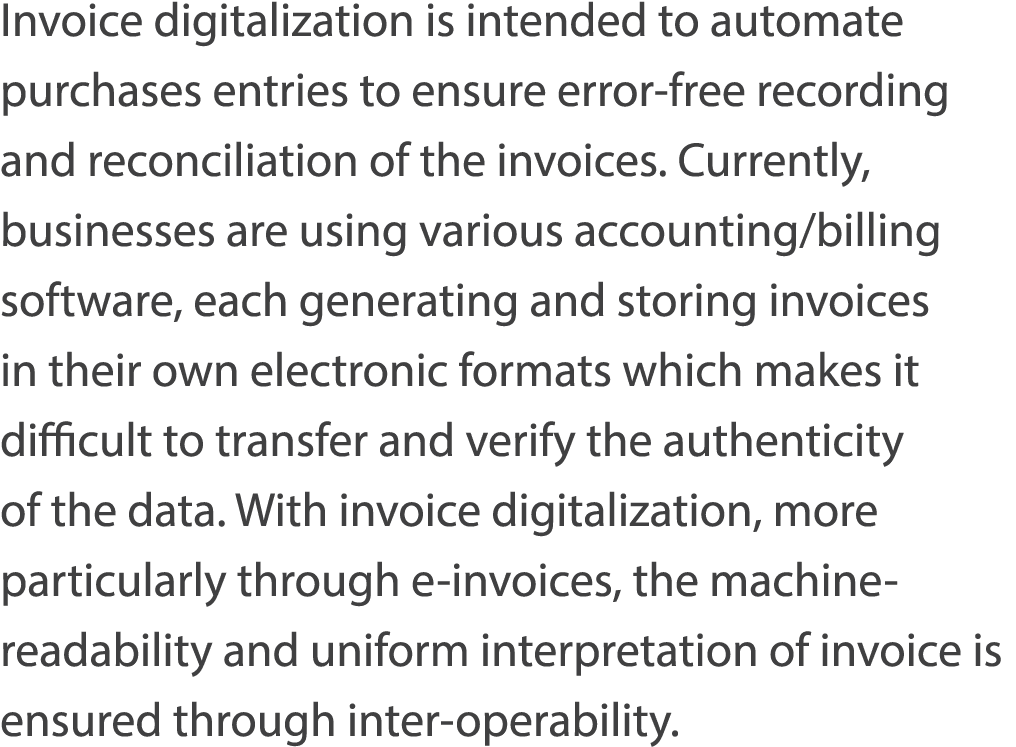 Invoice digitalization is intended to automate
purchases entries to ensure error-free recording
and reconciliation of the invoices. Currently,
businesses are using various accounting/billing
software, each generating and storing invoices
in their own electronic formats which makes it
difficult to transfer and verify the authenticity
of the data. With invoice digitalization, more
particularly through e-invoices, the machine-
readability and uniform interpretation of invoice is
ensured through inter-operability.